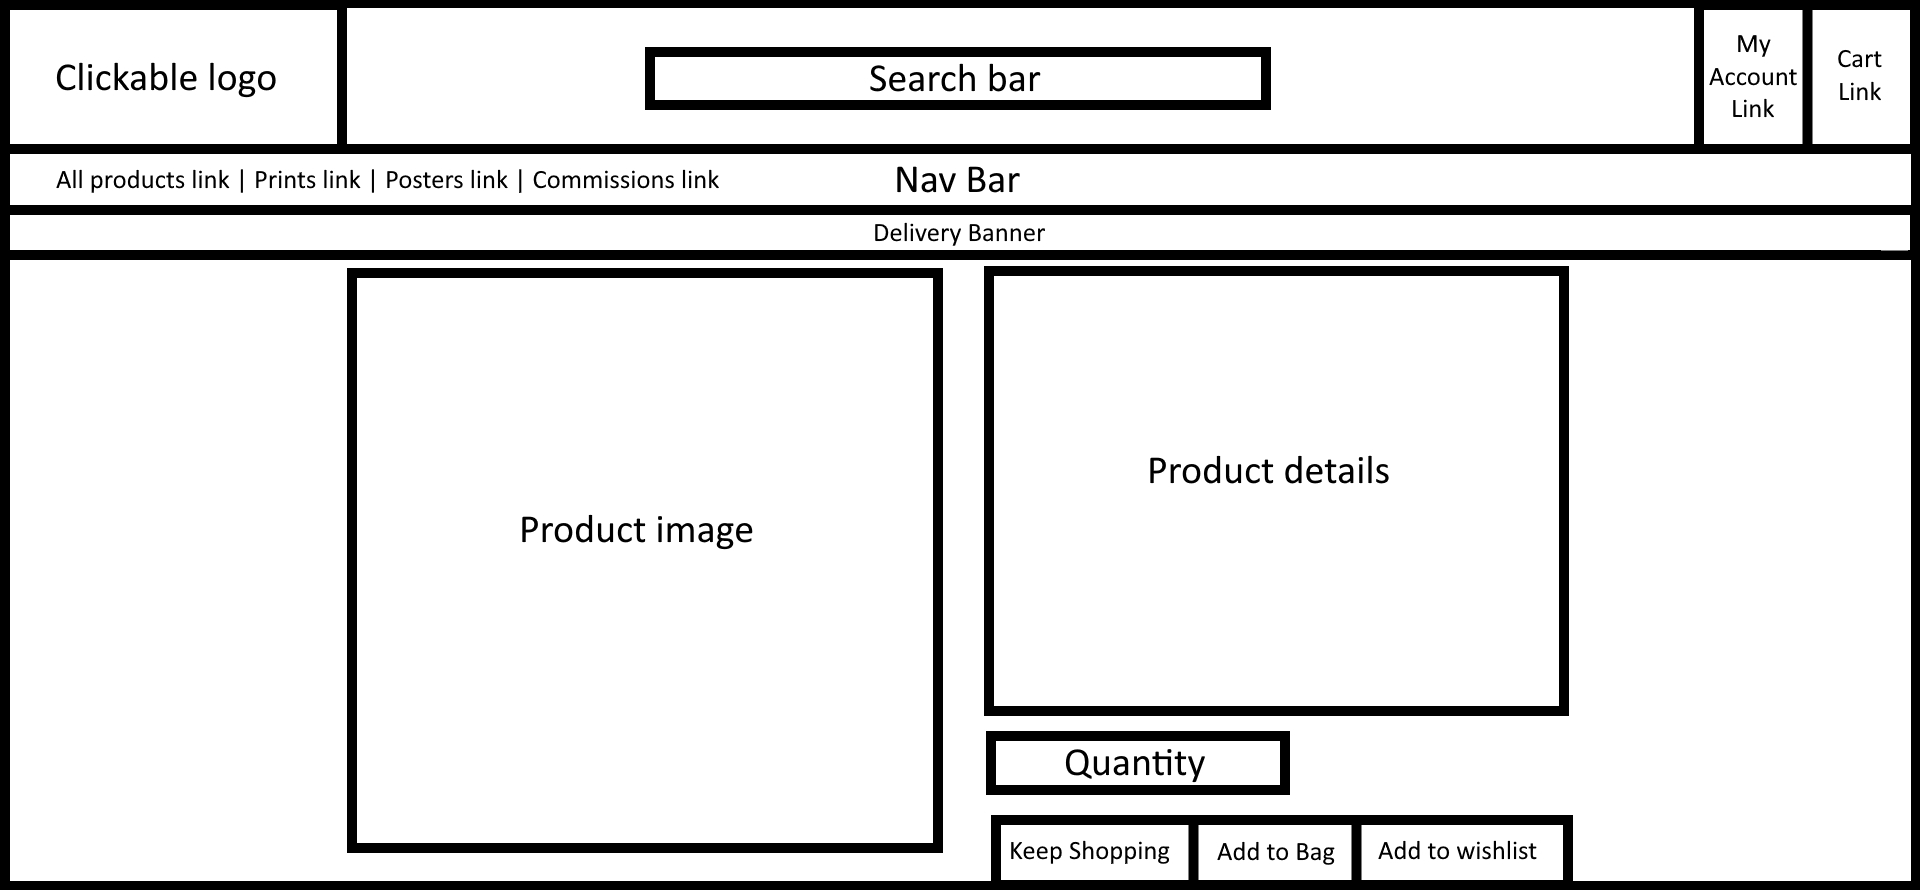 Clickable logo
Search bar
My
Account
Link
Cart
Link
All products link | Prints link | Posters link | Commissions link
Nav Bar
Delivery Banner
Product image
Product details
Quantity
Keep Shopping
Add to Bag
Add to wishlist